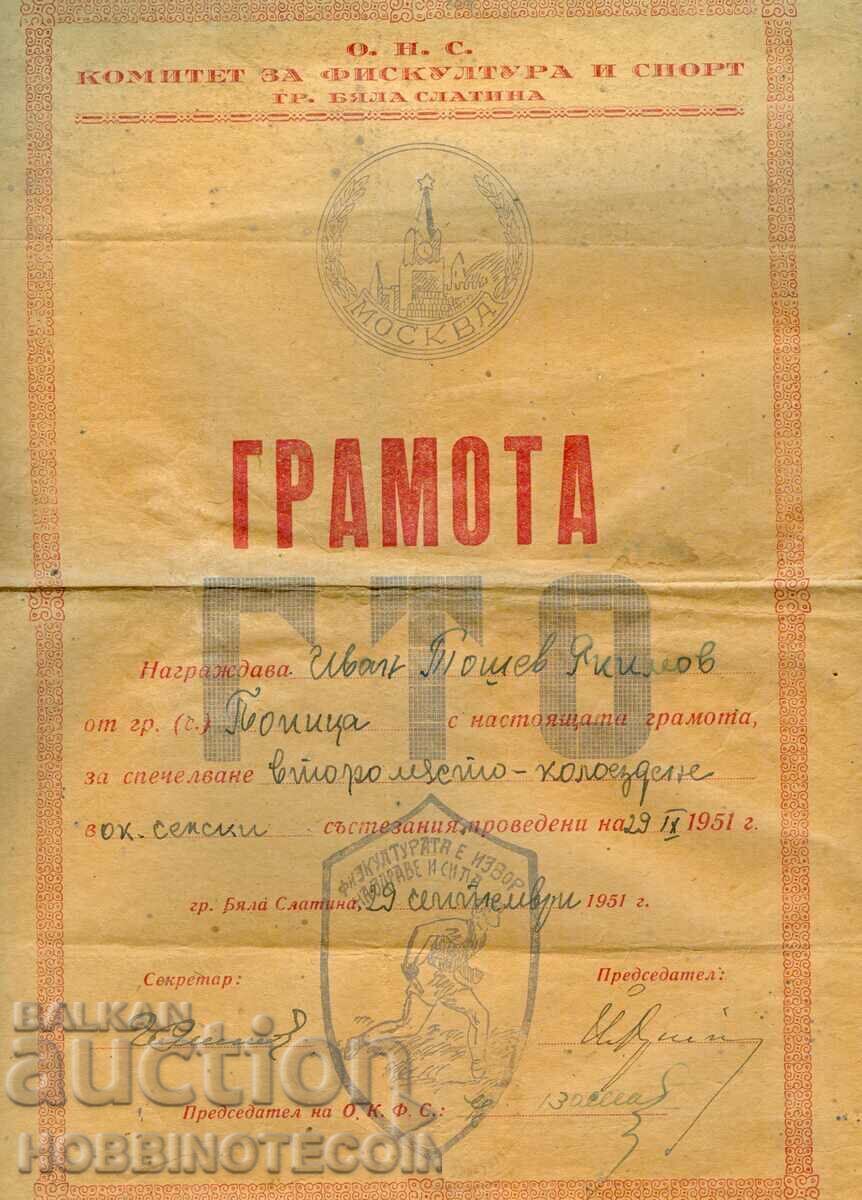 О. Н. С.
КОМИТЕТ ЗА ФИСКУЛТУРА И СПОРТ
ГР. БЯЛА СЛАТИНА
МОСКВА
ГРАМОТА
ГТО
Награждава Иван Тошев Якимов
от гр. (с.) Попица с настоящата грамота,
за спечелване второ място - колоездене
в ок. селски състезания, проведени на 29 IX 1951 г.
ФИЗКУЛТУРАТА Е ИЗВОР
НА ЗДРАВЕ И СИЛА
гр. Бяла Слатина, 29 септември 1951 г.
Секретар: Председател:
Председател на О. К. Ф. С.:
BALKAN
auction
HOBBINOTECOIN